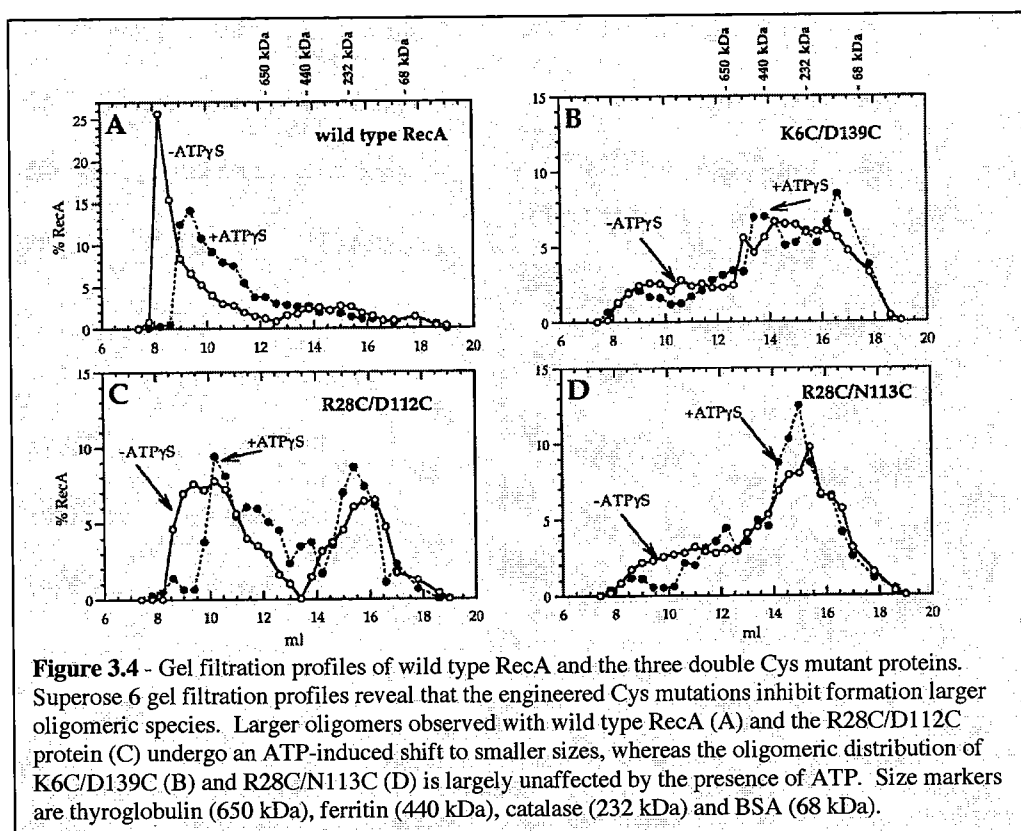 650 kDa
440 kDa
232 kDa
68 kDa
650 kDa
440 kDa
232 kDa
68 kDa
A
wild type RecA
-ATPγS
+ATPγS
% RecA
25
20
15
10
5
0
6 8 10 12 14 16 18 20
B
K6C/D139C
-ATPγS
+ATPγS
15
10
5
0
6 8 10 12 14 16 18 20
C
R28C/D112C
-ATPγS
+ATPγS
% RecA
15
10
5
0
6 8 10 12 14 16 18 20
ml
D
R28C/N113C
+ATPγS
-ATPγS
15
10
5
0
6 8 10 12 14 16 18 20
ml
Figure 3.4 - Gel filtration profiles of wild type RecA and the three double Cys mutant proteins.
Superose 6 gel filtration profiles reveal that the engineered Cys mutations inhibit formation larger
oligomeric species. Larger oligomers observed with wild type RecA (A) and the R28C/D112C
protein (C) undergo an ATP-induced shift to smaller sizes, whereas the oligomeric distribution of
K6C/D139C (B) and R28C/N113C (D) is largely unaffected by the presence of ATP. Size markers
are thyroglobulin (650 kDa), ferritin (440 kDa), catalase (232 kDa) and BSA (68 kDa).